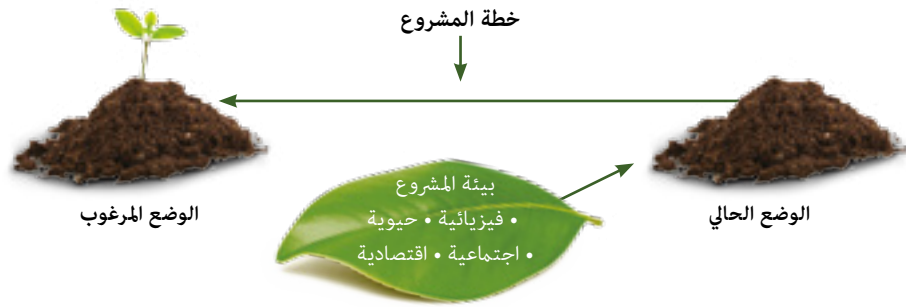 خطة المشروع
الوضع الحالي
الوضع المرغوب
بيئة المشروع
• فيزيائية • حيوية
• اجتماعية • اقتصادية